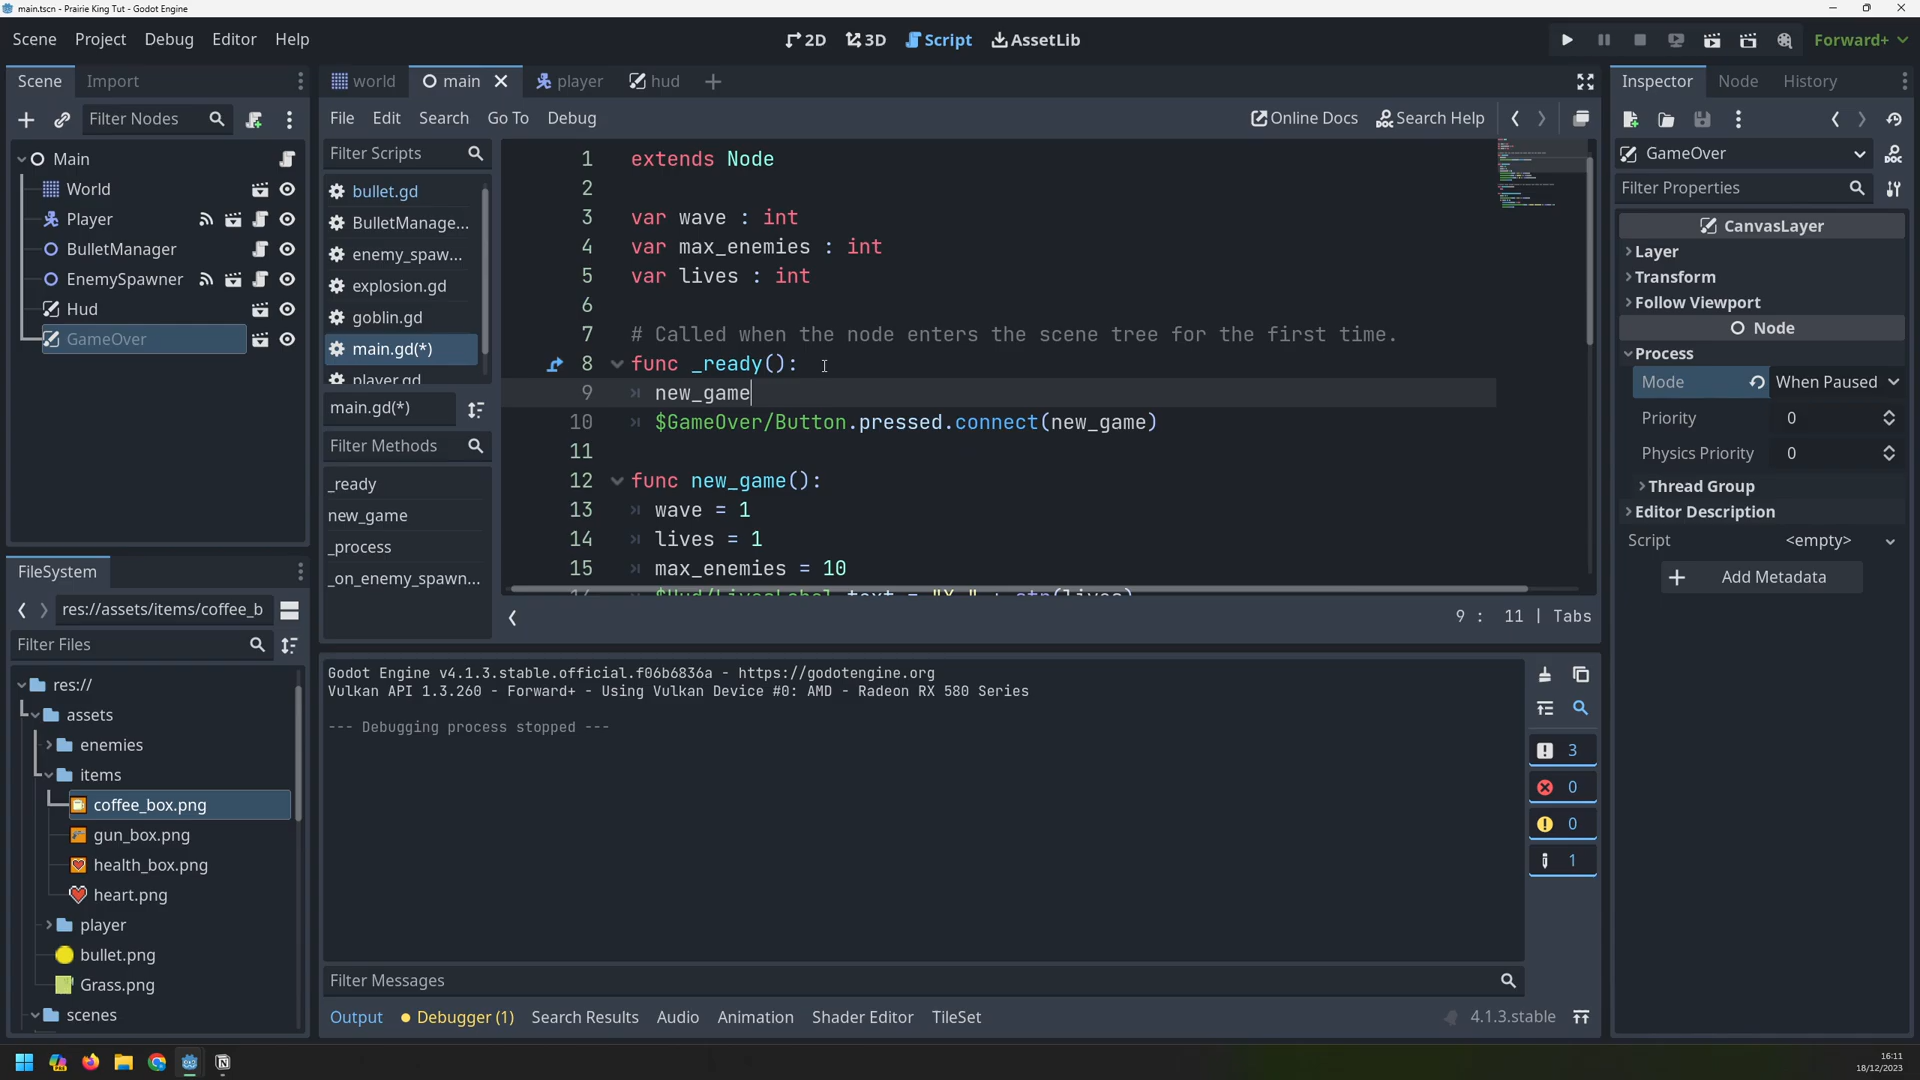 main.tscn - Prairie King Tut - Godot Engine
Scene Project Debug Editor Help
2D 3D Script AssetLib
Forward+
Scene Import
world main player hud
Inspector Node History
Filter Nodes
File Edit Search Go To Debug
Online Docs Search Help
Main
World
Player
BulletManager
EnemySpawner
Hud
GameOver
Filter Scripts
bullet.gd
BulletManage...
enemy_spaw...
explosion.gd
goblin.gd
main.gd(*)
player.gd
main.gd(*)
Filter Methods
_ready
new_game
_process
_on_enemy_spawn...
1 extends Node
2
3 var wave : int
4 var max_enemies : int
5 var lives : int
6
7 # Called when the node enters the scene tree for the first time.
8 func _ready():
9 new_game
10 $GameOver/Button.pressed.connect(new_game)
11
12 func new_game():
13 wave = 1
14 lives = 1
15 max_enemies = 10
$Hud/LivesLabel.text = "X " + str(lives)
9 : 11 | Tabs
GameOver
Filter Properties
CanvasLayer
Layer
Transform
Follow Viewport
Node
Process
Mode When Paused
Priority 0
Physics Priority 0
Thread Group
Editor Description
Script <empty>
Add Metadata
FileSystem
res://assets/items/coffee_b
Filter Files
res://
assets
enemies
items
coffee_box.png
gun_box.png
health_box.png
heart.png
player
bullet.png
Grass.png
scenes
Godot Engine v4.1.3.stable.official.f06b6836a - https://godotengine.org
Vulkan API 1.3.260 - Forward+ - Using Vulkan Device #0: AMD - Radeon RX 580 Series
--- Debugging process stopped ---
3
0
0
1
Filter Messages
Output Debugger (1) Search Results Audio Animation Shader Editor TileSet
4.1.3.stable
16:11
18/12/2023